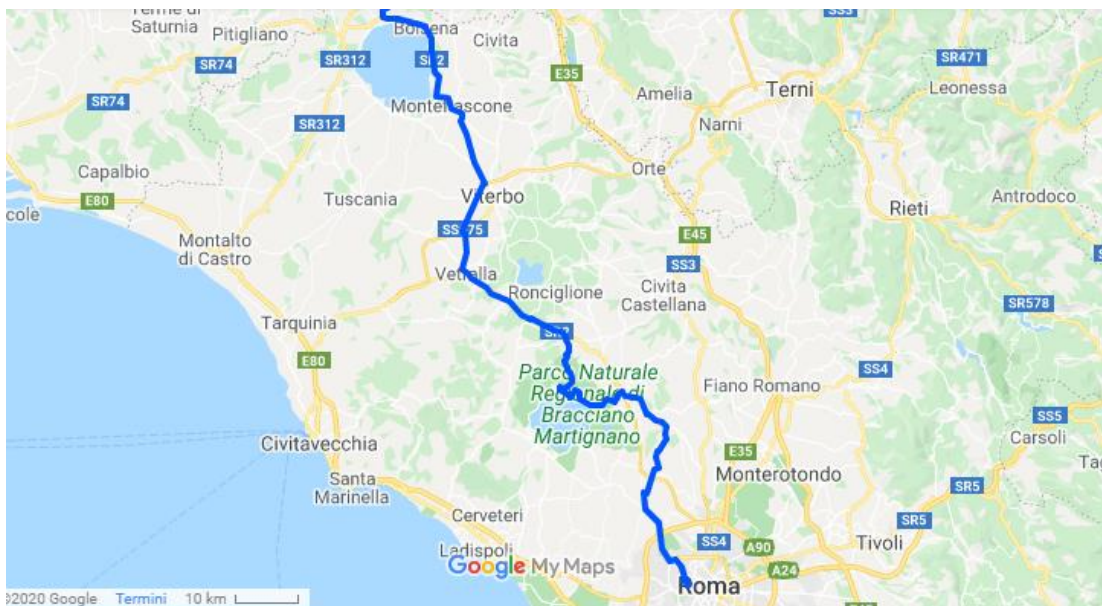 Terme di
Saturnia
Pitigliano
SR74
SR74
SR312
SR312
Bolsena
SR2
Civita
Montefiascone
E35
SS3
Amelia
Narni
Terni
SR471
Leonessa
Capalbio
E80
Montalto
di Castro
Tuscania
Viterbo
Orte
Rieti
Antrodoco
SS675
E45
SS3
Vetralla
Ronciglione
Civita
Castellana
SR578
Tarquinia
E80
SR2
SS4
Parco Naturale
Regionale di
Bracciano
Martignano
Fiano Romano
SS5
Carsoli
Civitavecchia
Santa
Marinella
E35
Monterotondo
SR5
SR5
Cerveteri
Ladispoli
SS4
A90
A24
Tivoli
Roma
Google My Maps
©2020 Google Termini 10 km